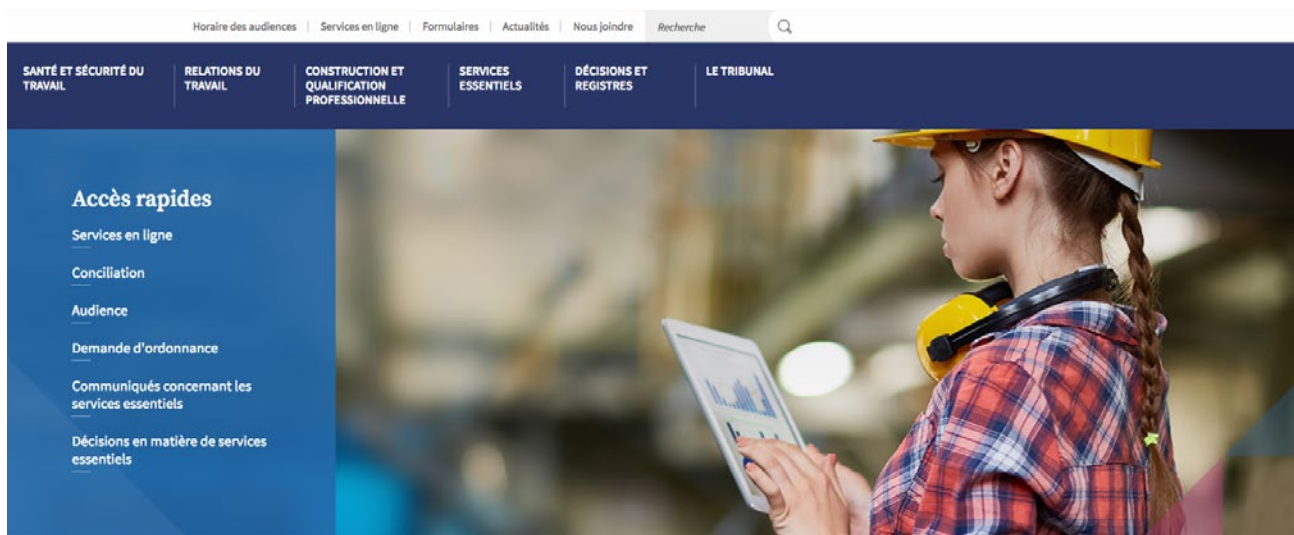 Horaire des audiences | Services en ligne | Formulaires | Actualités | Nous joindre Recherche
SANTÉ ET SÉCURITÉ DU
TRAVAIL
RELATIONS DU
TRAVAIL
CONSTRUCTION ET
QUALIFICATION
PROFESSIONNELLE
SERVICES
ESSENTIELS
DÉCISIONS ET
REGISTRES
LE TRIBUNAL
Accès rapides
Services en ligne
Conciliation
Audience
Demande d'ordonnance
Communiqués concernant les
services essentiels
Décisions en matière de services
essentiels